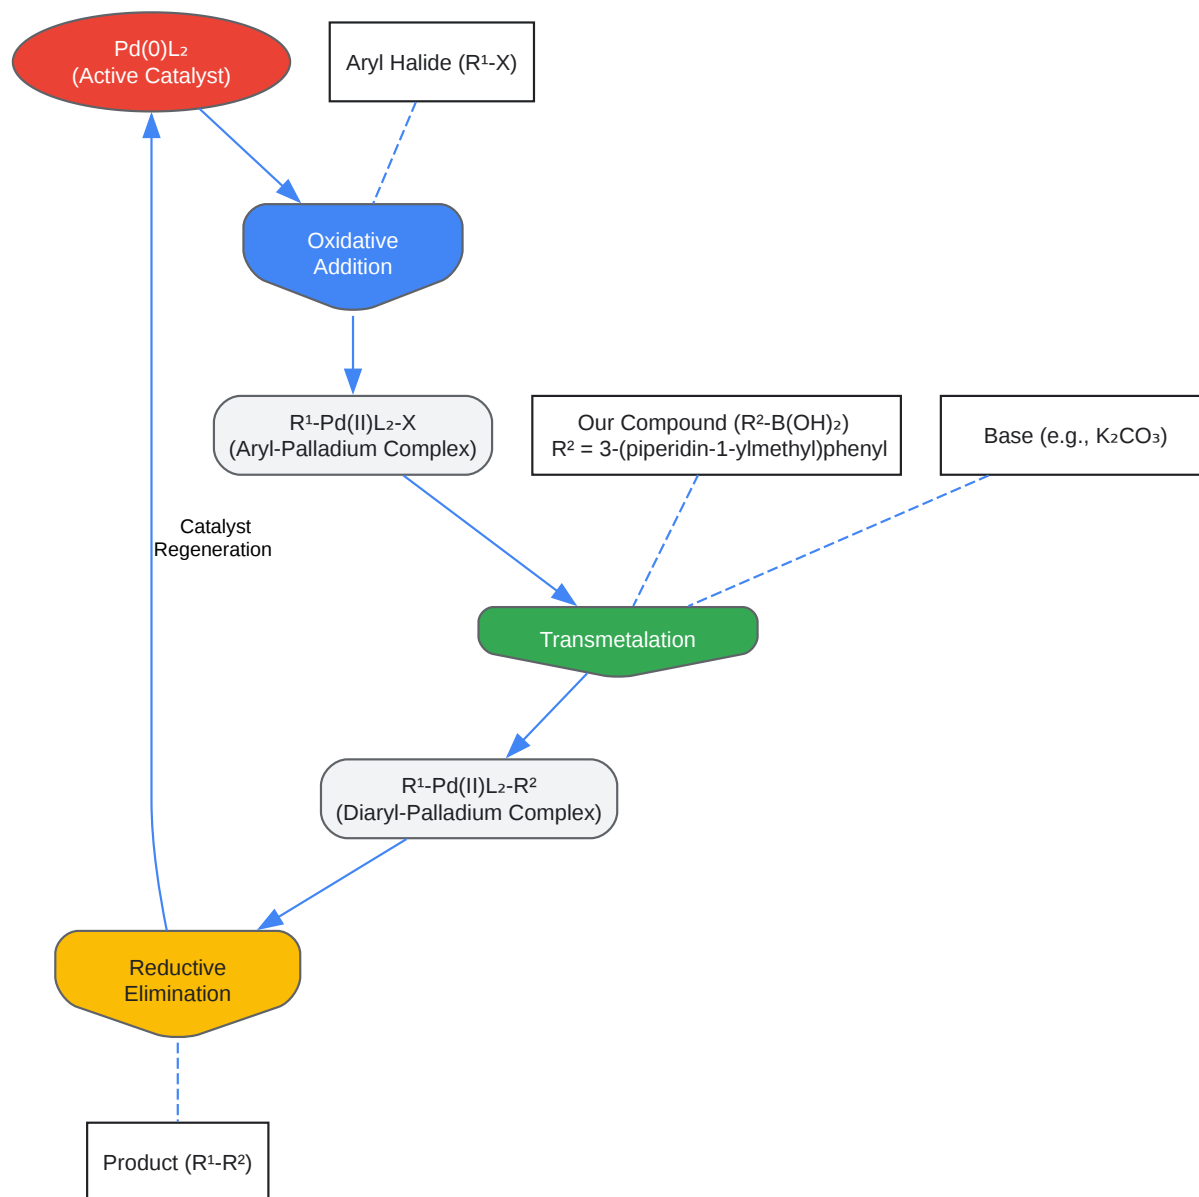 Pd(0)L₂
(Active Catalyst)
Aryl Halide (R¹-X)
Oxidative
Addition
R¹-Pd(II)L₂-X
(Aryl-Palladium Complex)
Our Compound (R²-B(OH)₂)
R² = 3-(piperidin-1-ylmethyl)phenyl
Base (e.g., K₂CO₃)
Catalyst
Regeneration
Transmetalation
R¹-Pd(II)L₂-R²
(Diaryl-Palladium Complex)
Reductive
Elimination
Product (R¹-R²)